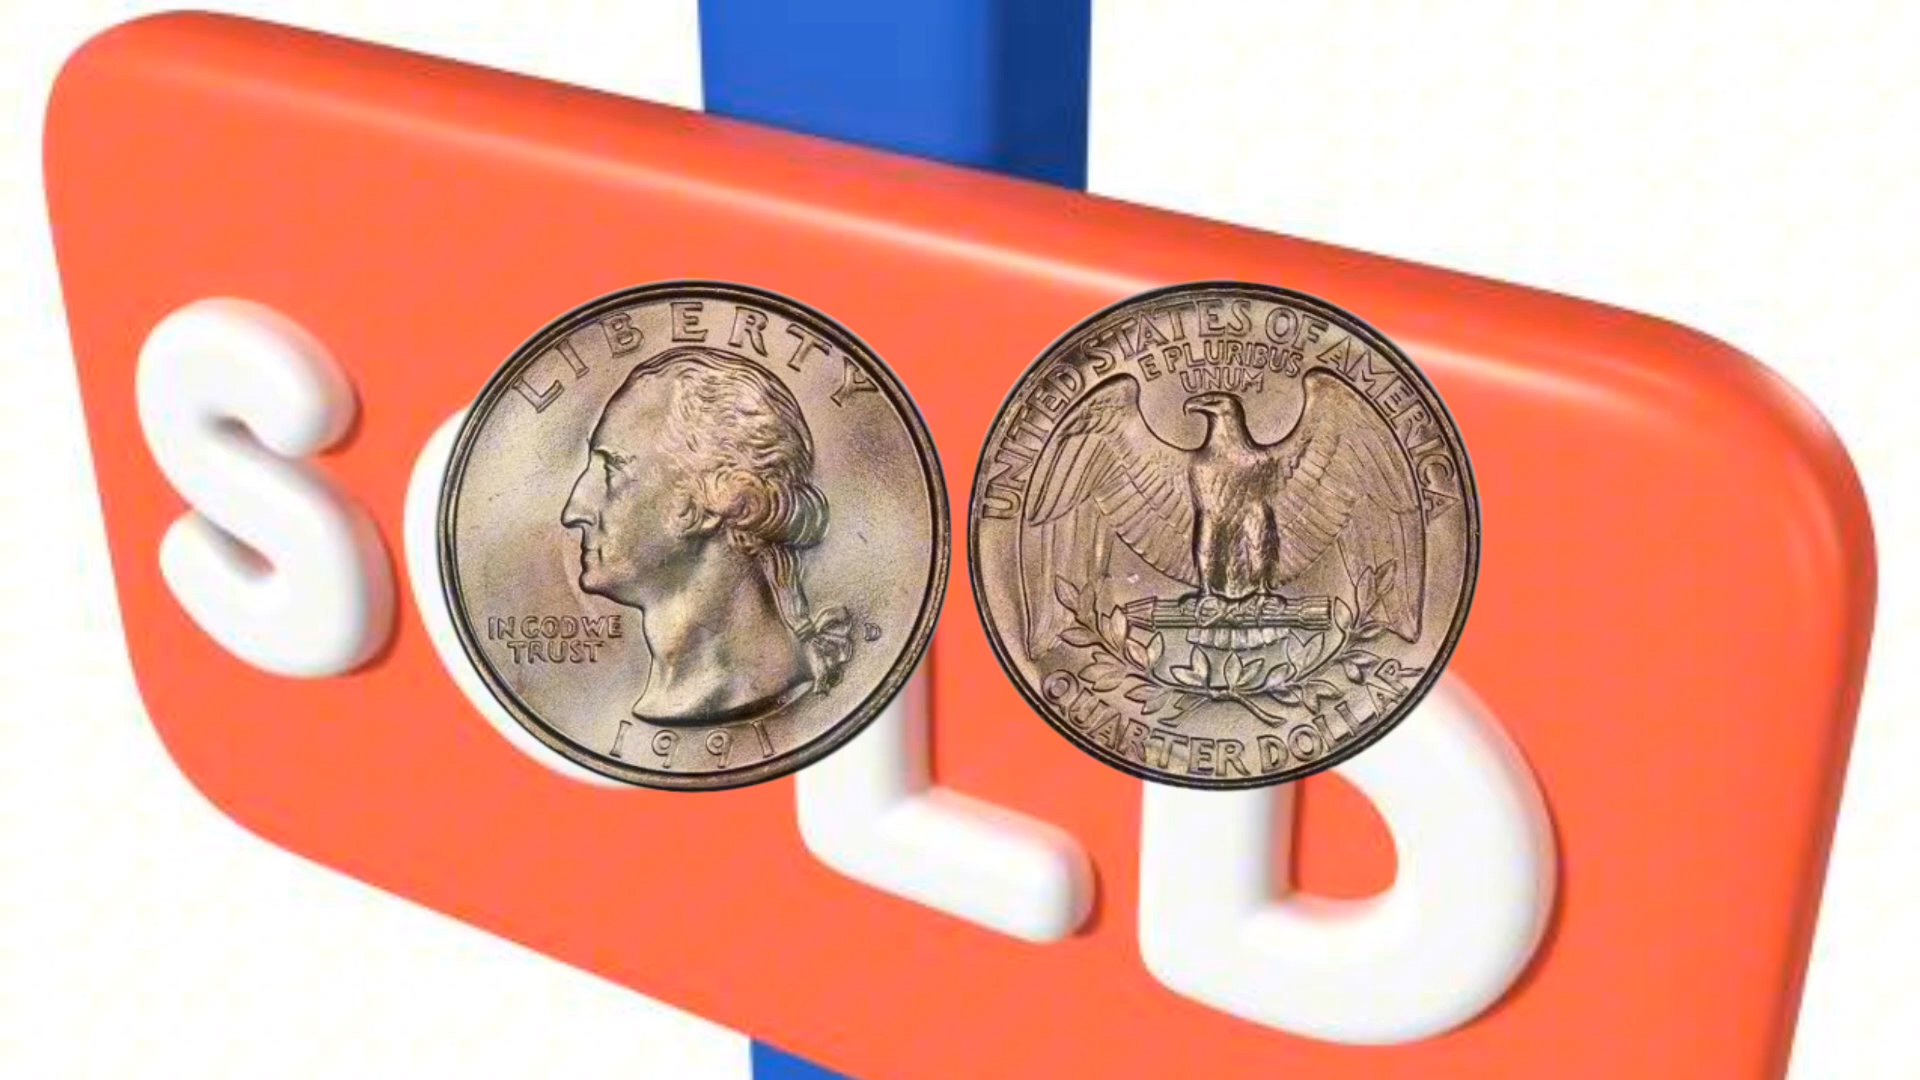 SOLD
LIBERTY
IN GOD WE
TRUST
D
1991
UNITED STATES OF AMERICA
E PLURIBUS
UNUM
QUARTER DOLLAR